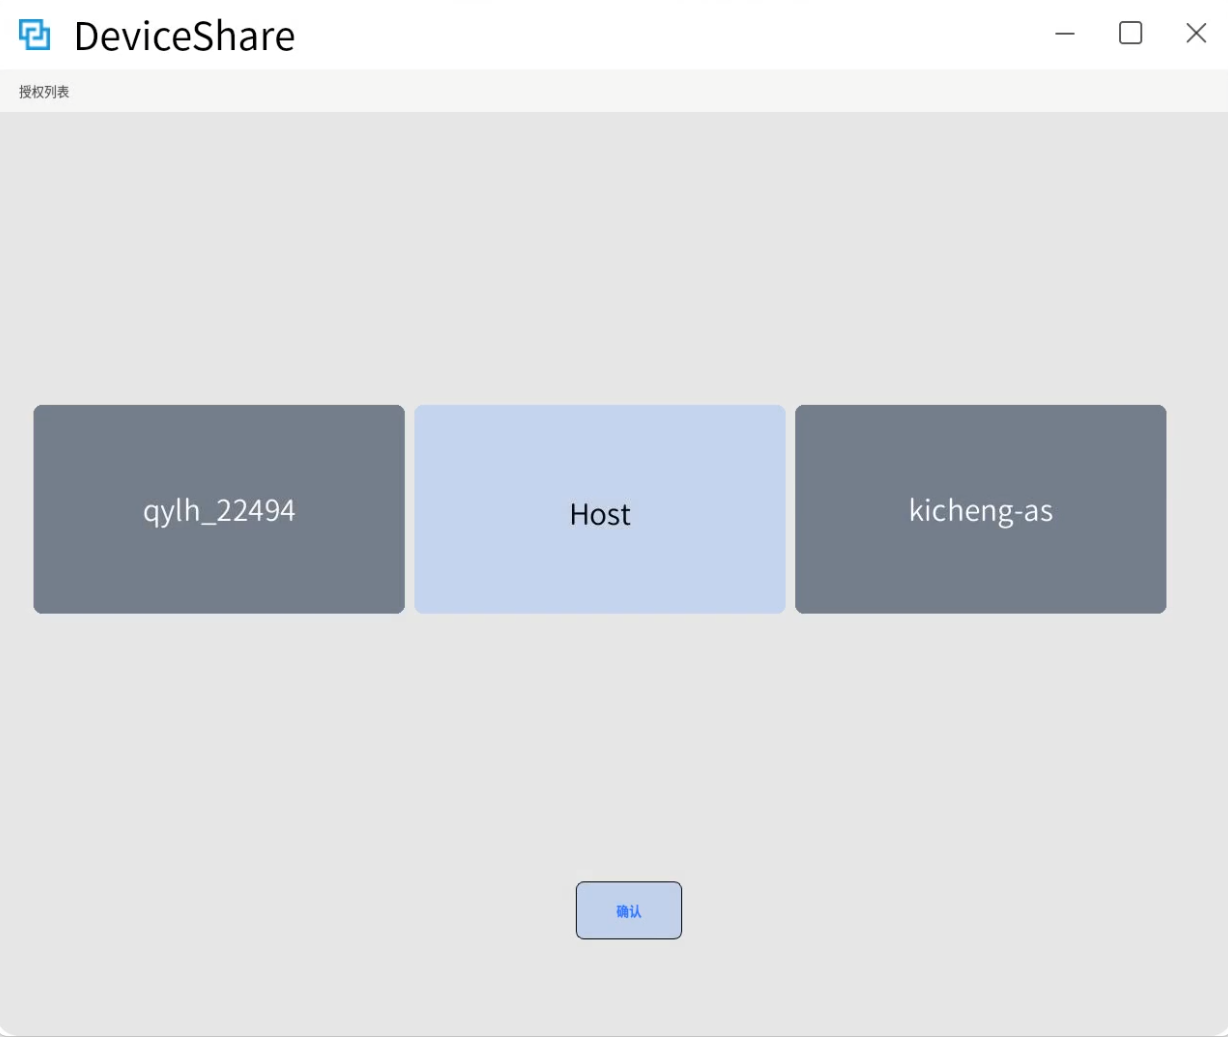 DeviceShare
授权列表
qylh_22494
Host
kicheng-as
确认